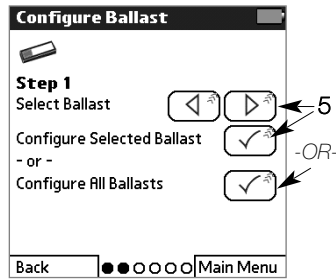 Configure Ballast
Step 1
Select Ballast
5
Configure Selected Ballast
- or -
-OR-
Configure All Ballasts
Back
Main Menu